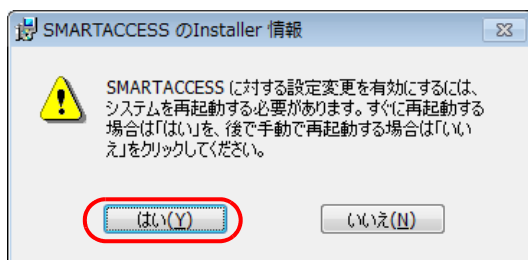 SMARTACCESS のInstaller 情報
SMARTACCESS に対する設定変更を有効にするには、
システムを再起動する必要があります。すぐに再起動する
場合は「はい」を、後で手動で再起動する場合は「いい
え」をクリックしてください。
はい(Y)
いいえ(N)